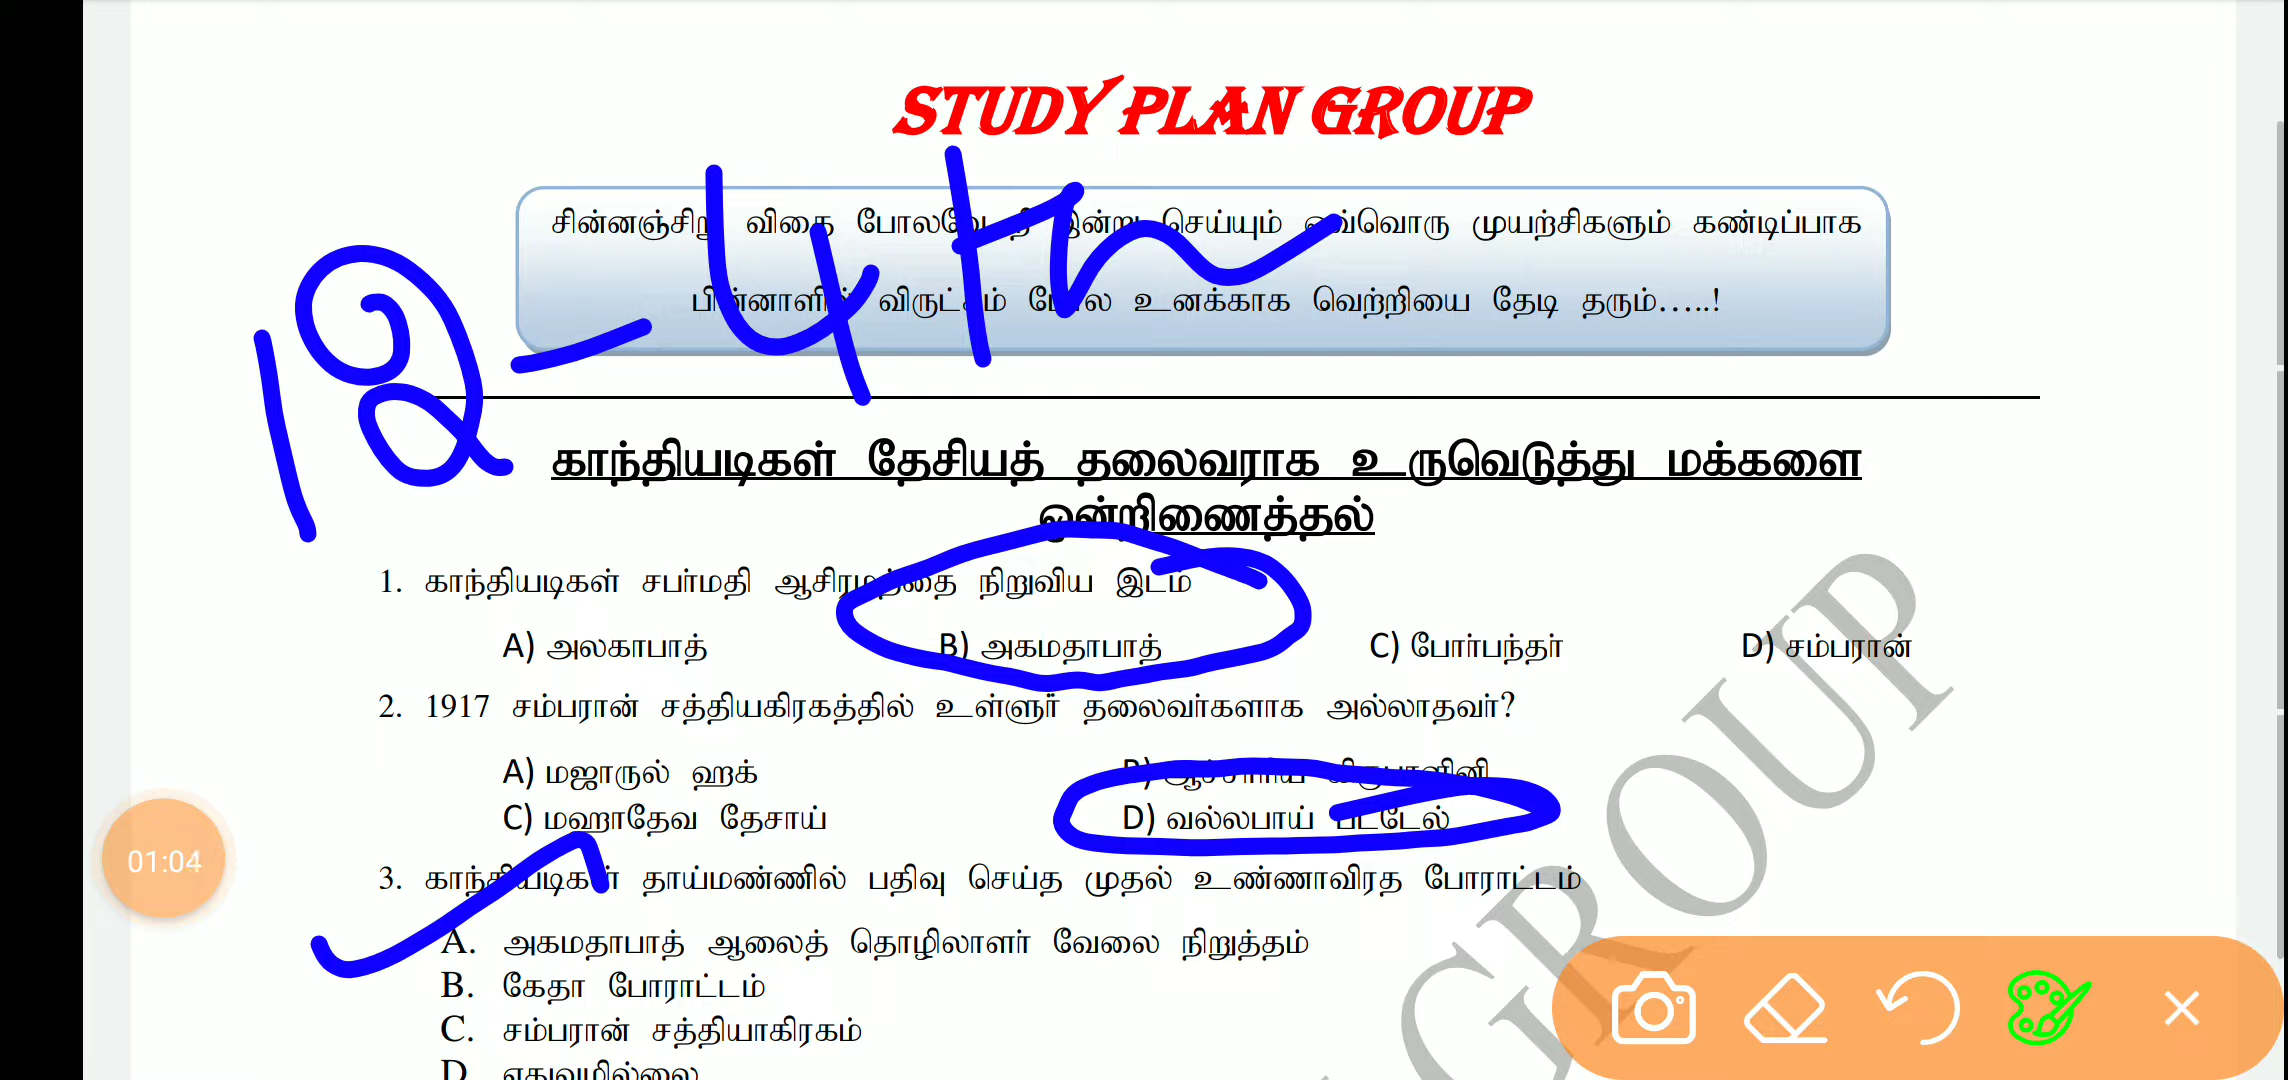 STUDY PLAN GROUP
சின்னஞ்சிறு விதை போலவே நீ இன்று செய்யும் ஒவ்வொரு முயற்சிகளும் கண்டிப்பாக
பின்னாளில் விருட்சம் போல உனக்காக வெற்றியை தேடி தரும்.....!
12 - 4
காந்தியடிகள் தேசியத் தலைவராக உருவெடுத்து மக்களை
ஒன்றிணைத்தல்
1. காந்தியடிகள் சபர்மதி ஆசிரமத்தை நிறுவிய இடம்
A) அலகாபாத் B) அகமதாபாத் C) போர்பந்தர் D) சம்பரான்
2. 1917 சம்பரான் சத்தியகிரகத்தில் உள்ளுர் தலைவர்களாக அல்லாதவர்?
A) மஜாருல் ஹக் B) ஆச்சாரிய கிருபாளினி
C) மஹாதேவ தேசாய் D) வல்லபாய் பட்டேல்
3. காந்தியடிகள் தாய்மண்ணில் பதிவு செய்த முதல் உண்ணாவிரத போராட்டம்
A. அகமதாபாத் ஆலைத் தொழிலாளர் வேலை நிறுத்தம்
B. கேதா போராட்டம்
C. சம்பரான் சத்தியாகிரகம்
D. ஏதுவுமில்லை
GROUP
01:04